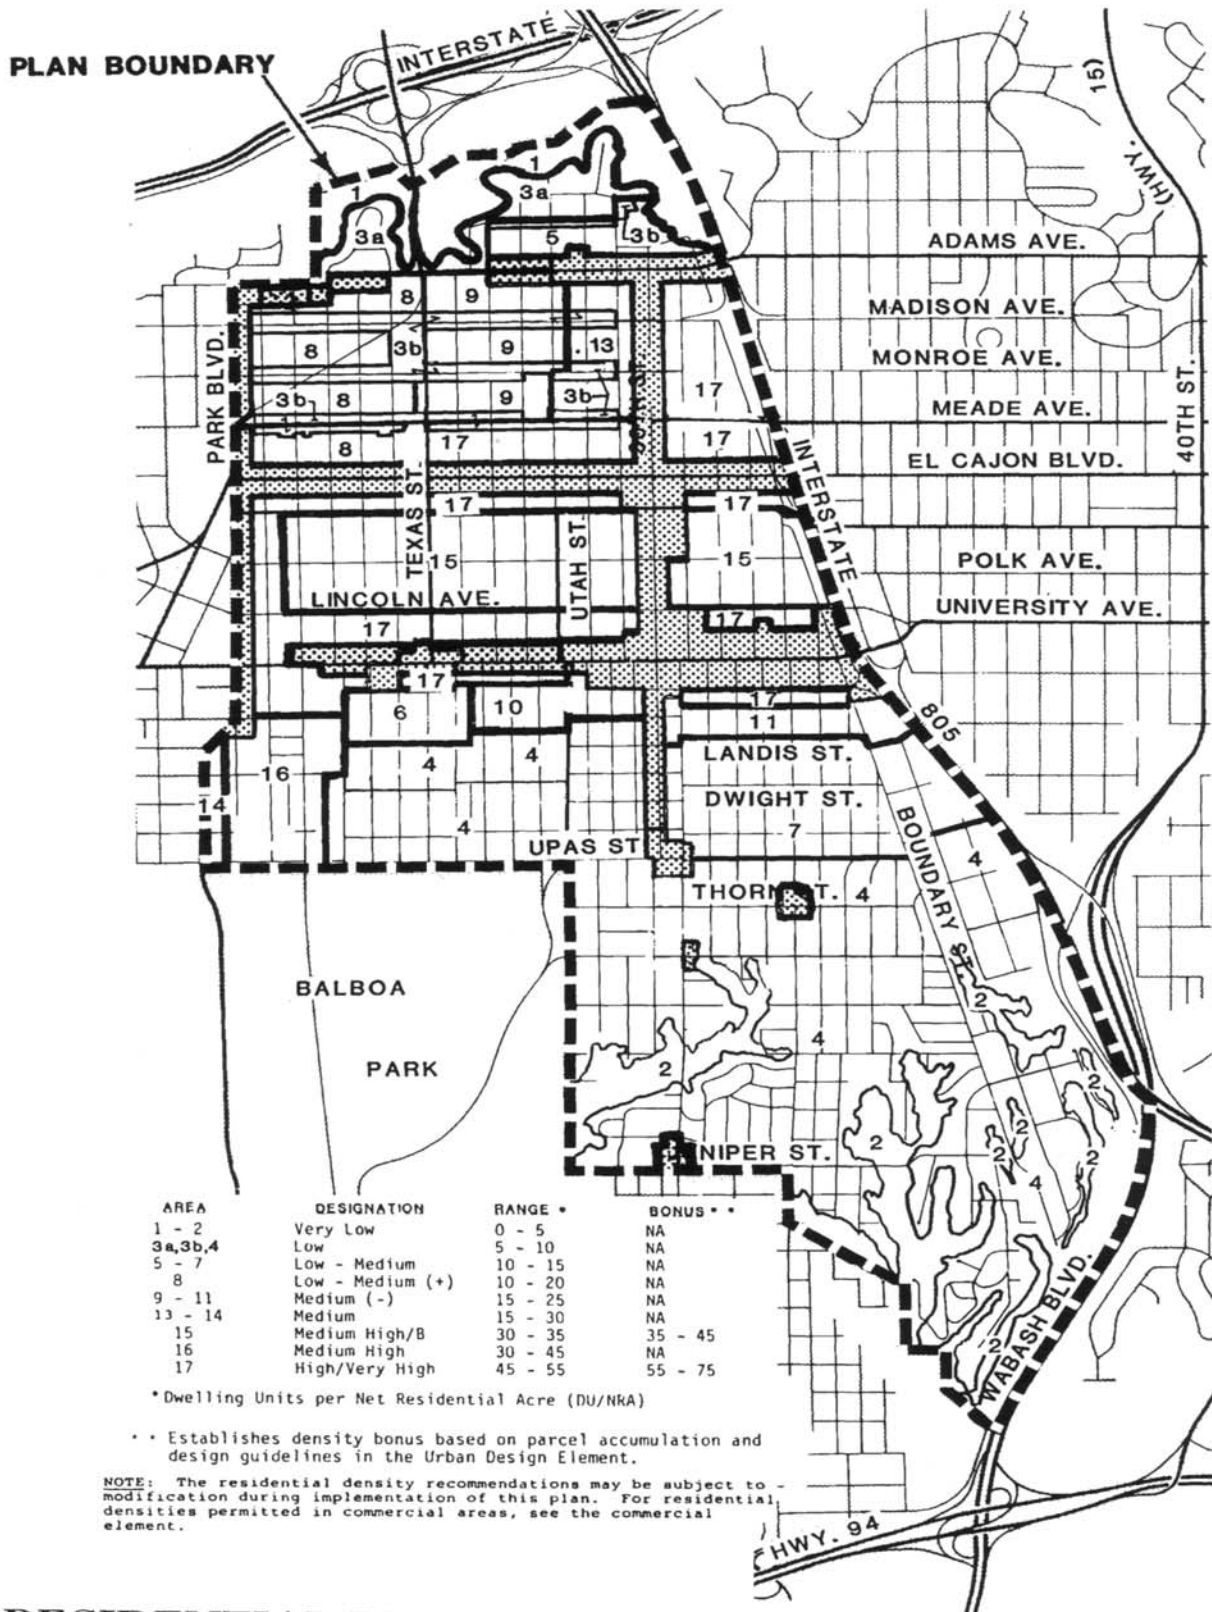 INTERSTATE
PLAN BOUNDARY
15)
(HWY.
1
1
3a
3a
5
3b
ADAMS AVE.
8
9
MADISON AVE.
PARK BLVD.
8
3b
9
13
MONROE AVE.
40TH ST.
3b
8
9
3b
17
MEADE AVE.
8
17
17
EL CAJON BLVD.
TEXAS ST.
INTERSTATE
17
17
UTAH ST.
15
15
POLK AVE.
LINCOLN AVE.
UNIVERSITY AVE.
17
17
17
17
6
10
11
805
16
4
4
LANDIS ST.
14
DWIGHT ST.
4
7
UPAS ST
BOUNDARY ST.
4
4
BALBOA
PARK
2
4
2
2
2
2
2
2
4
2
WABASH BLVD.
AREA DESIGNATION RANGE * BONUS **
1 - 2 Very Low 0 - 5 NA
3a,3b,4 Low 5 - 10 NA
5 - 7 Low - Medium 10 - 15 NA
8 Low - Medium (+) 10 - 20 NA
9 - 11 Medium (-) 15 - 25 NA
13 - 14 Medium 15 - 30 NA
15 Medium High/B 30 - 35 35 - 45
16 Medium High 30 - 45 NA
17 High/Very High 45 - 55 55 - 75
* Dwelling Units per Net Residential Acre (DU/NRA)
** Establishes density bonus based on parcel accumulation and
design guidelines in the Urban Design Element.
NOTE: The residential density recommendations may be subject to
modification during implementation of this plan. For residential
densities permitted in commercial areas, see the commercial
element.
HWY. 94